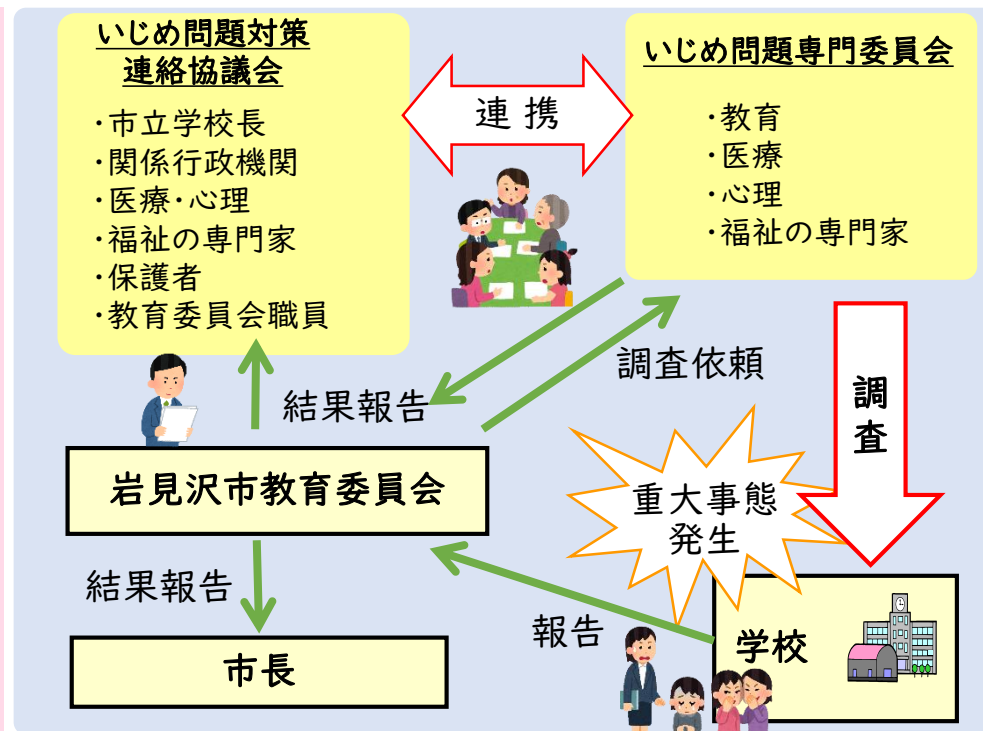 いじめ問題対策
連絡協議会
・市立学校長
・関係行政機関
・医療・心理
・福祉の専門家
・保護者
・教育委員会職員
連 携
いじめ問題専門委員会
・教育
・医療
・心理
・福祉の専門家
調査依頼
結果報告
調
査
岩見沢市教育委員会
重大事態
発生
結果報告
報告
学校
市長